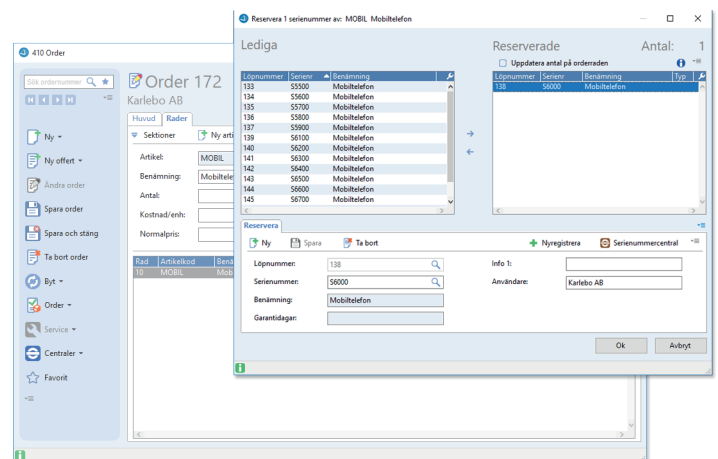 Reservera 1 serienummer av: MOBIL Mobiltelefon
Lediga
Löpnummer Serienr Benämning
133 S5500 Mobiltelefon
134 S5600 Mobiltelefon
135 S5700 Mobiltelefon
136 S5800 Mobiltelefon
137 S5900 Mobiltelefon
139 S6100 Mobiltelefon
140 S6200 Mobiltelefon
141 S6300 Mobiltelefon
142 S6400 Mobiltelefon
143 S6500 Mobiltelefon
144 S6600 Mobiltelefon
145 S6700 Mobiltelefon
Reserverade Antal: 1
Uppdatera antal på orderraden
Löpnummer Serienr Benämning Typ
138 S6000 Mobiltelefon
Reservera
Ny Spara Ta bort Nyregistrera Serienummercentral
Löpnummer: 138 Info 1:
Serienummer: S6000 Användare: Karlebo AB
Benämning: Mobiltelefon
Garantidagar:
Ok Avbryt
410 Order
Sök ordernummer
Ny
Ny offert
Ändra order
Spara order
Spara och stäng
Ta bort order
Byt
Order
Service
Centraler
Favorit
Order 172
Karlebo AB
Huvud Rader
Sektioner Ny arti
Artikel: MOBIL
Benämning: Mobiltele
Antal:
Kostnad/enh:
Normalpris:
Rad Artikelkod Benä
10 MOBIL Mob